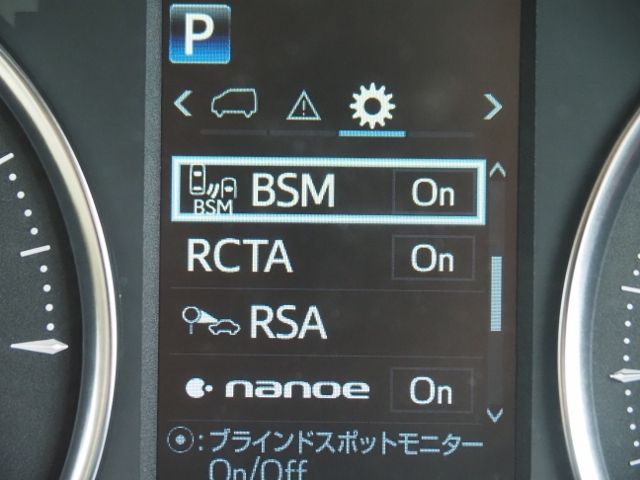 P
BSM BSM On
RCTA On
RSA
nanoe On
⦿:ブラインドスポットモニター
On/Off